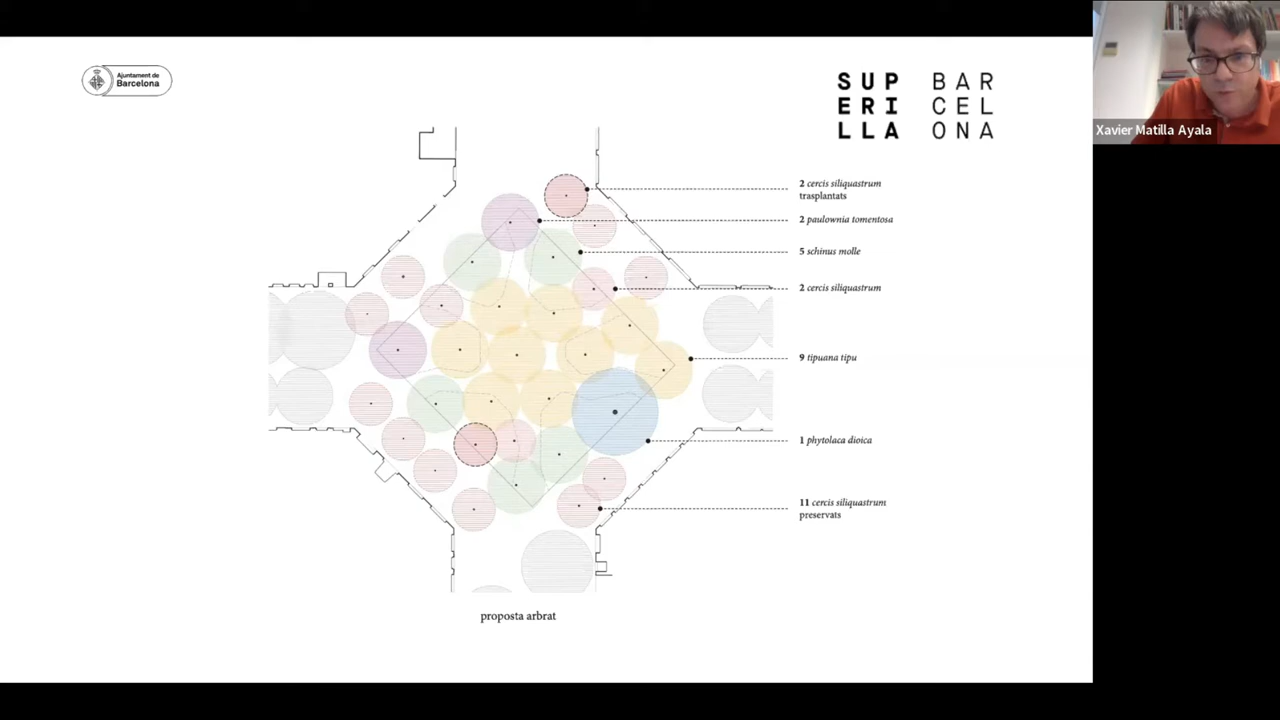 Ajuntament de
Barcelona
SUP
ERI
LLA
BAR
CEL
ONA
Xavier Matilla Ayala
2 cercis siliquastrum
trasplantats
2 paulownia tomentosa
5 schinus molle
2 cercis siliquastrum
9 tipuana tipu
1 phytolaca dioica
11 cercis siliquastrum
preservats
proposta arbrat